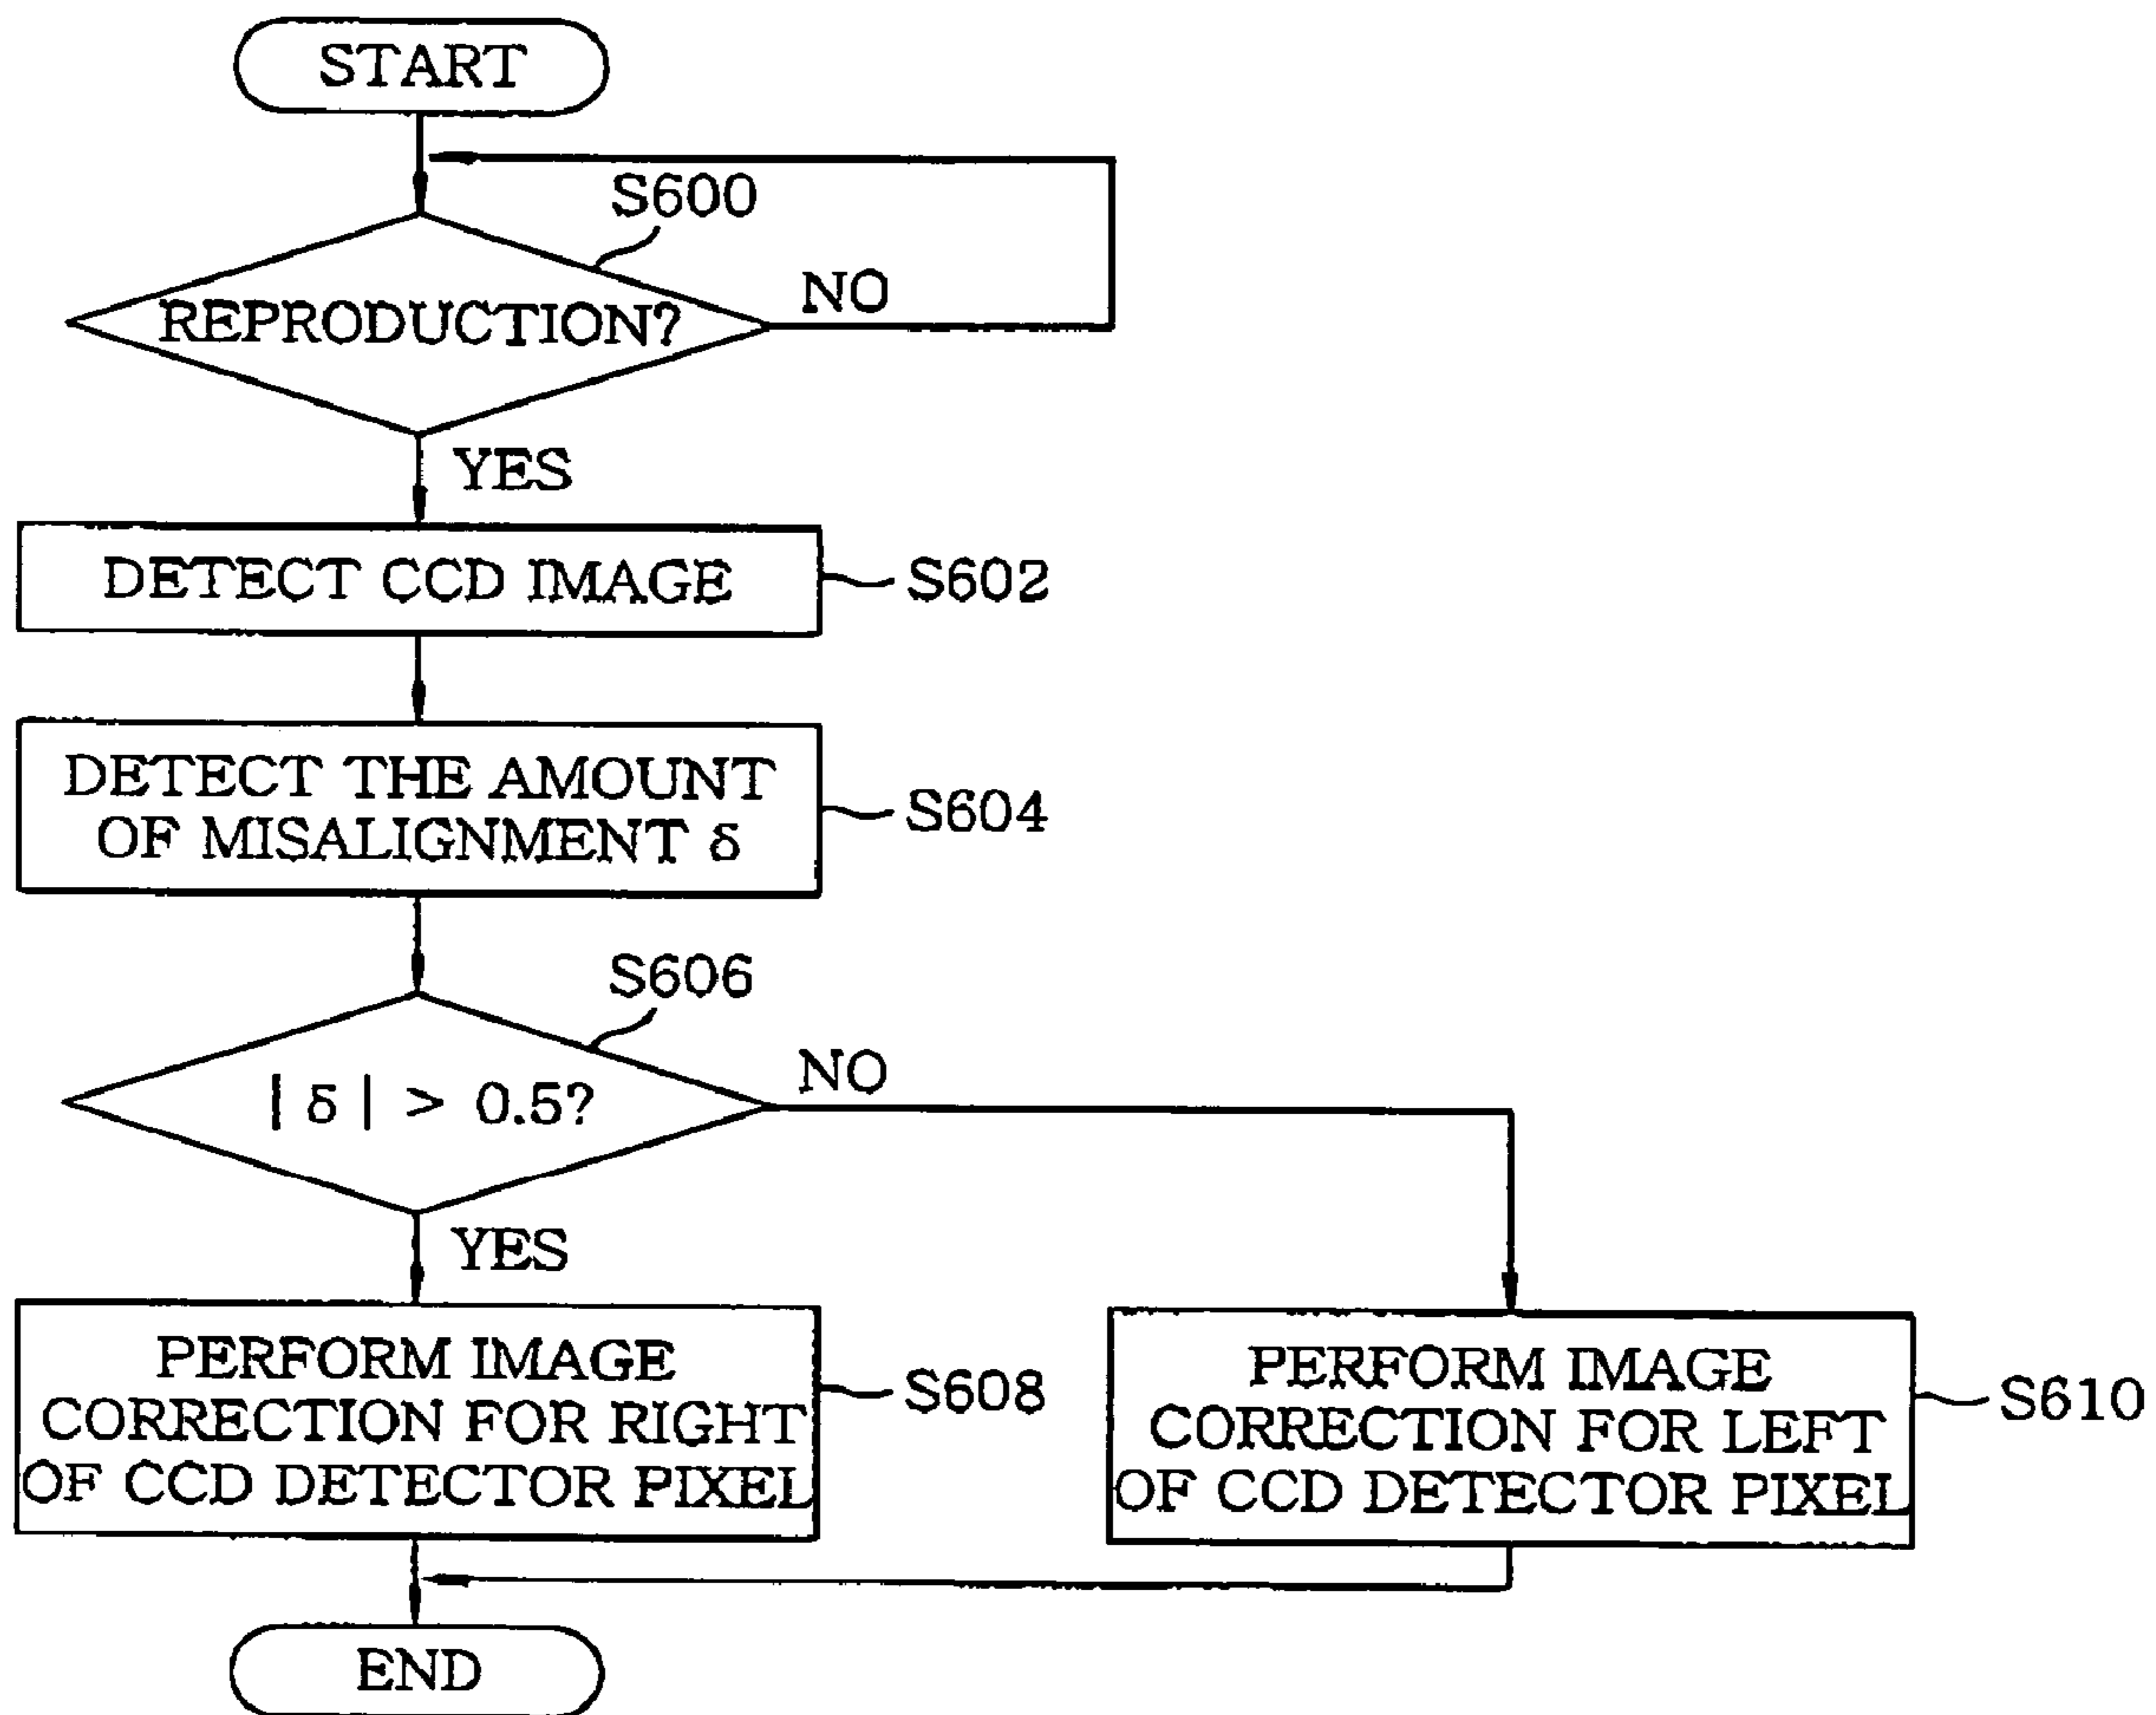 START
S600
REPRODUCTION?
NO
YES
DETECT CCD IMAGE
S602
DETECT THE AMOUNT
OF MISALIGNMENT δ
S604
S606
| δ | > 0.5?
NO
YES
PERFORM IMAGE
CORRECTION FOR RIGHT
OF CCD DETECTOR PIXEL
S608
PERFORM IMAGE
CORRECTION FOR LEFT
OF CCD DETECTOR PIXEL
S610
END